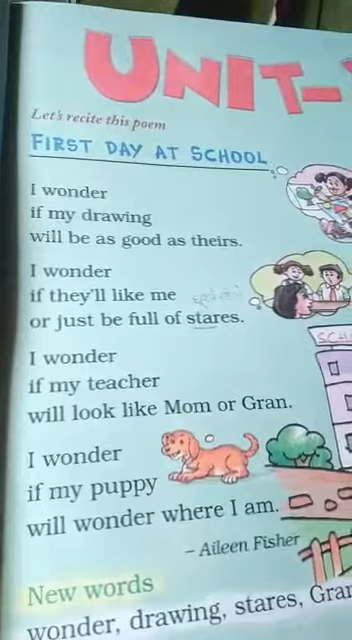 UNIT-
Let's recite this poem
FIRST DAY AT SCHOOL
I wonder
if my drawing
will be as good as theirs.
I wonder
if they'll like me
or just be full of stares.
I wonder
if my teacher
will look like Mom or Gran.
I wonder
if my puppy
will wonder where I am.
– Aileen Fisher
New words
wonder, drawing, stares, Gran